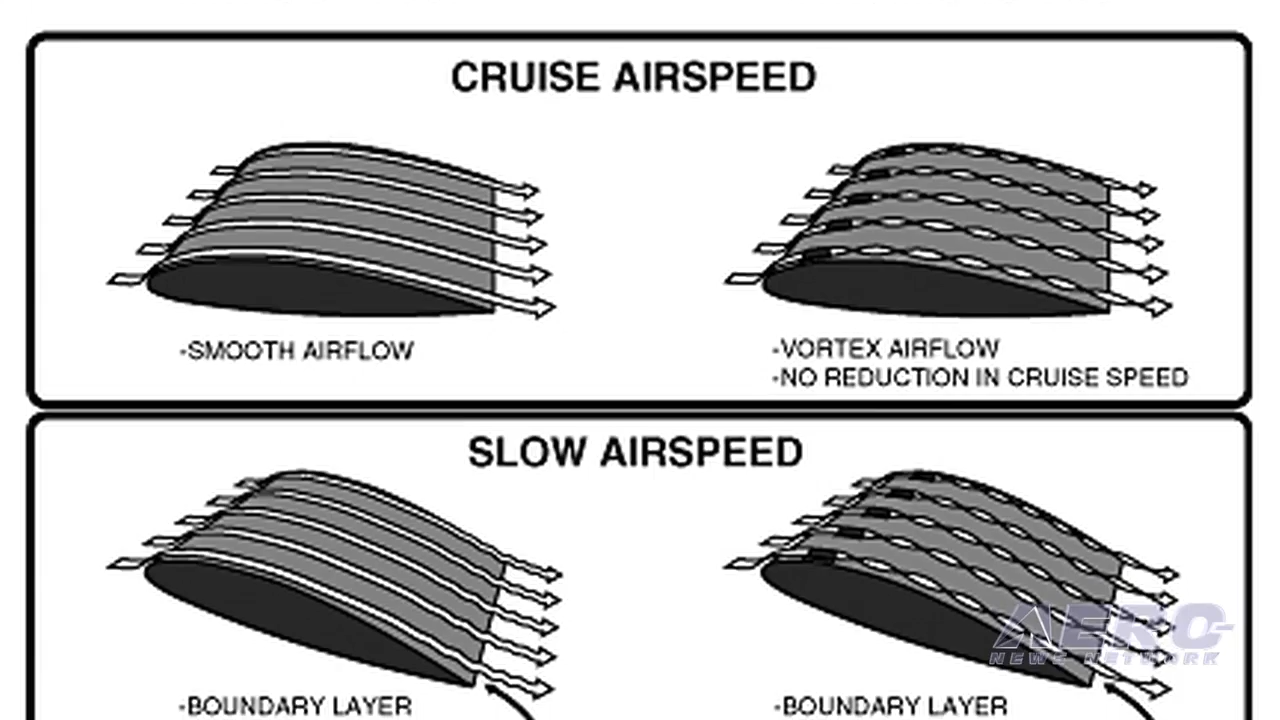 CRUISE AIRSPEED
-SMOOTH AIRFLOW
-VORTEX AIRFLOW
-NO REDUCTION IN CRUISE SPEED
SLOW AIRSPEED
-BOUNDARY LAYER
-BOUNDARY LAYER
AERO
NEWS NETWORK